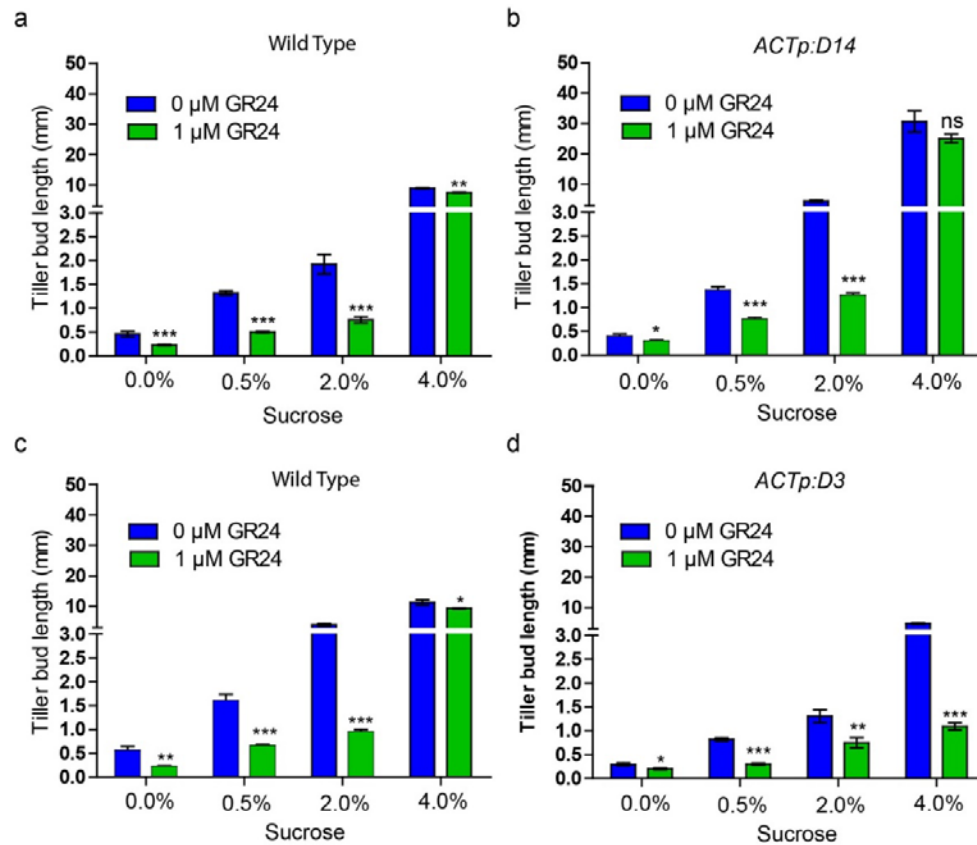 a
Wild Type
Tiller bud length (mm)
50
40
30
20
10
3.0
2.5
2.0
1.5
1.0
0.5
0.0
0 µM GR24
1 µM GR24
***
***
***
**
0.0% 0.5% 2.0% 4.0%
Sucrose
b
ACTp:D14
Tiller bud length (mm)
50
40
30
20
10
3.0
2.5
2.0
1.5
1.0
0.5
0.0
0 µM GR24
1 µM GR24
*
***
***
ns
0.0% 0.5% 2.0% 4.0%
Sucrose
c
Wild Type
Tiller bud length (mm)
50
40
30
20
10
3.0
2.5
2.0
1.5
1.0
0.5
0.0
0 µM GR24
1 µM GR24
**
***
***
*
0.0% 0.5% 2.0% 4.0%
Sucrose
d
ACTp:D3
Tiller bud length (mm)
50
40
30
20
10
3.0
2.5
2.0
1.5
1.0
0.5
0.0
0 µM GR24
1 µM GR24
*
***
**
***
0.0% 0.5% 2.0% 4.0%
Sucrose